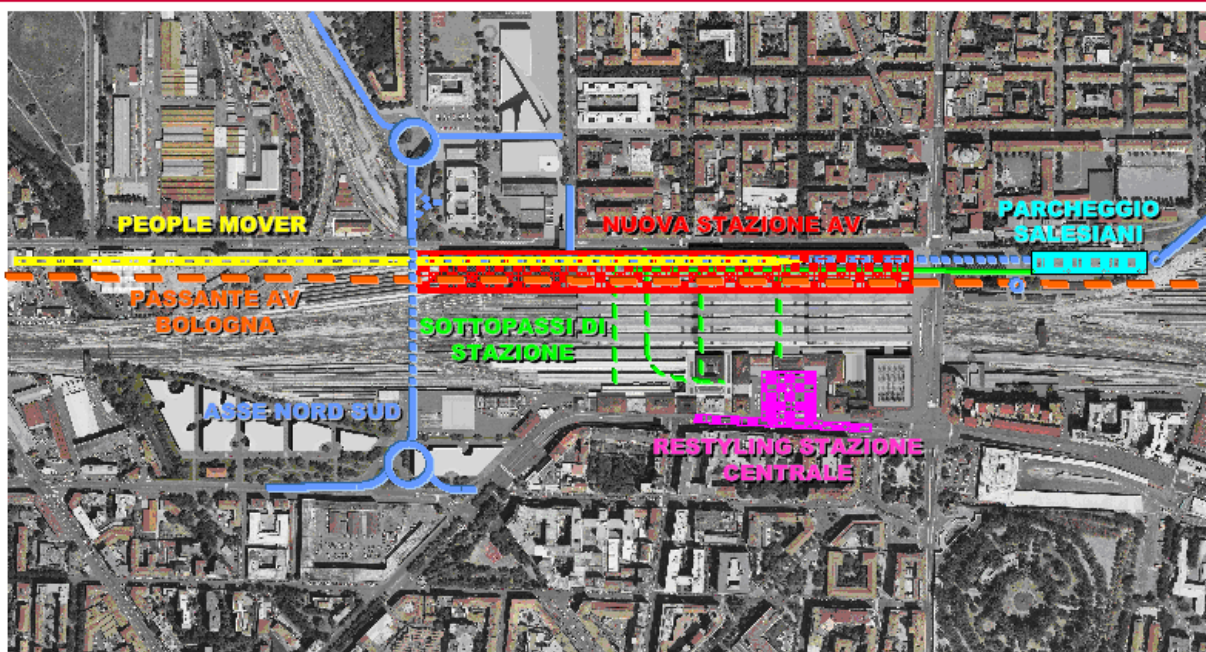 PEOPLE MOVER
NUOVA STAZIONE AV
PARCHEGGIO
SALESIANI
PASSANTE AV
BOLOGNA
SOTTOPASSI DI
STAZIONE
ASSE NORD SUD
RESTYLING STAZIONE
CENTRALE